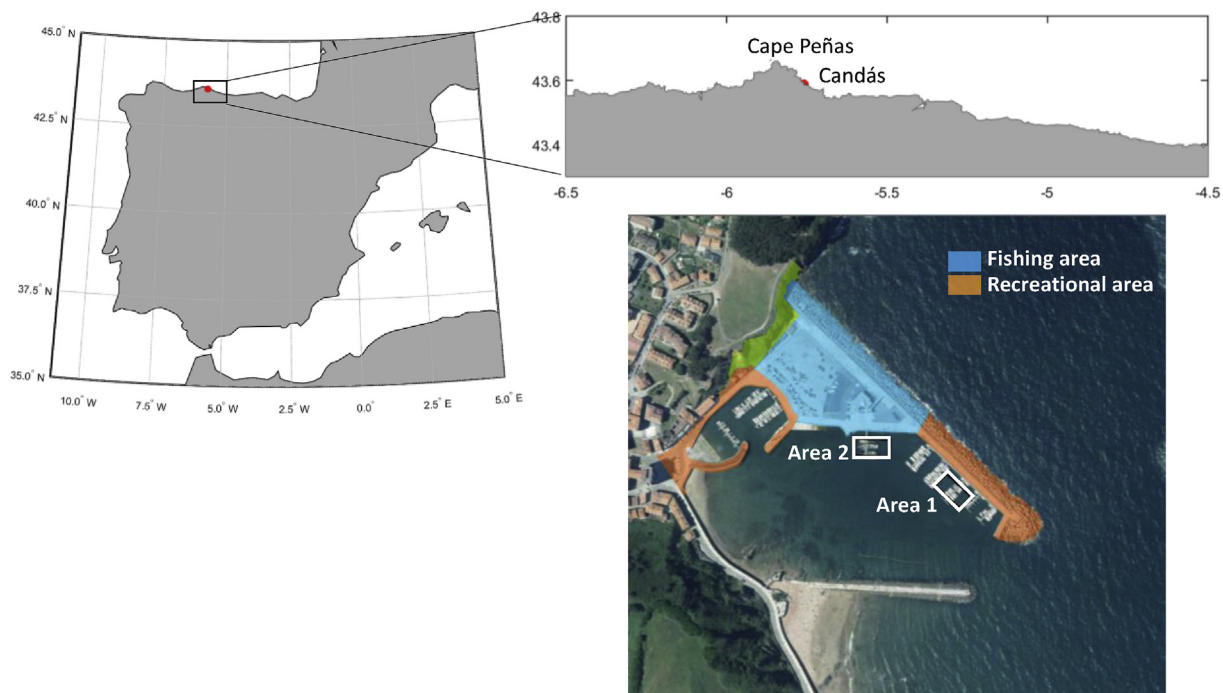 45.0° N
42.5° N
40.0° N
37.5° N
35.0° N
10.0° W
7.5° W
5.0° W
2.5° W
0.0°
2.5° E
5.0° E
43.8
43.6
43.4
-6.5
-6
-5.5
-5
-4.5
Cape Peñas
Candás
Fishing area
Recreational area
Area 2
Area 1